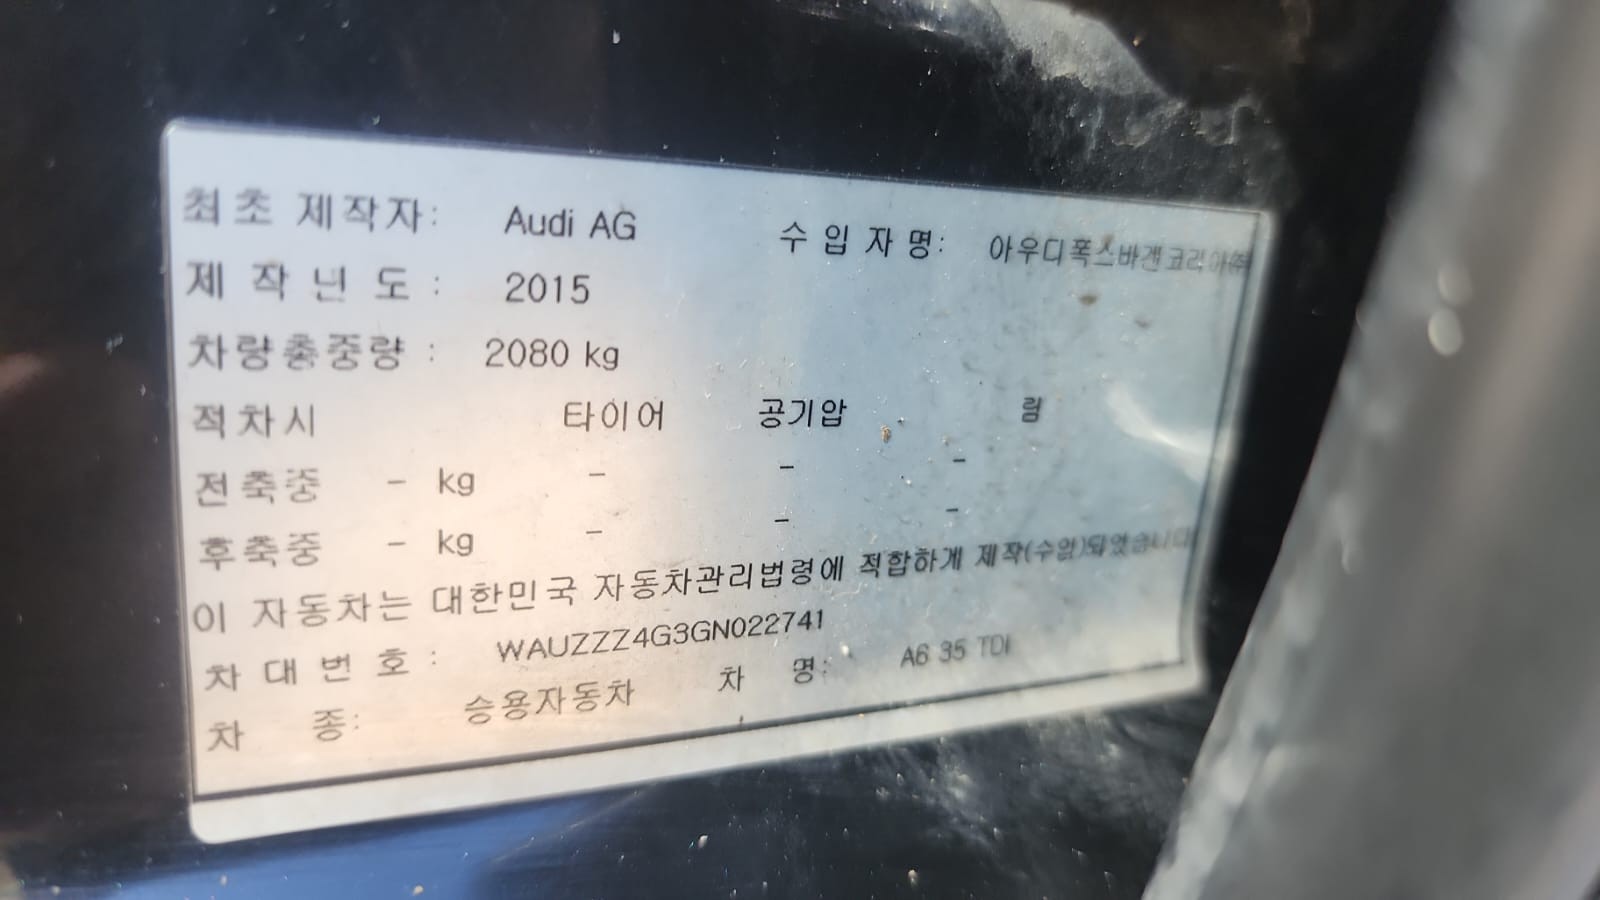 최초 제작자: Audi AG 수입자명: 아우디폭스바겐코리아㈜
제작년도: 2015
차량총중량: 2080 kg
적차시 타이어 공기압 림
전축중 - kg - - -
후축중 - kg - - -
이 자동차는 대한민국 자동차관리법령에 적합하게 제작(수입)되었습니다
차대번호: WAUZZZ4G3GN022741
차 종: 승용자동차 차 명: A6 35 TDI